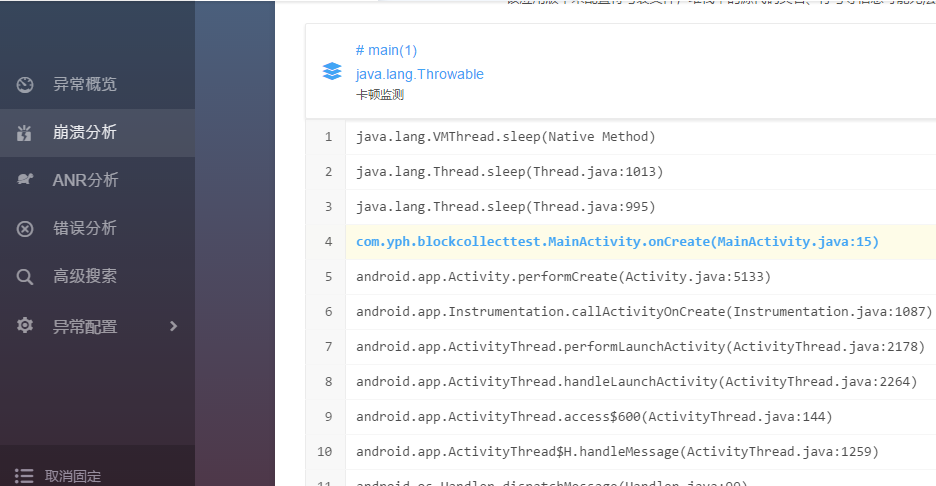 异常概览
崩溃分析
ANR分析
错误分析
高级搜索
异常配置
取消固定
# main(1)
java.lang.Throwable
卡顿监测
1 java.lang.VMThread.sleep(Native Method)
2 java.lang.Thread.sleep(Thread.java:1013)
3 java.lang.Thread.sleep(Thread.java:995)
4 com.yph.blockcollecttest.MainActivity.onCreate(MainActivity.java:15)
5 android.app.Activity.performCreate(Activity.java:5133)
6 android.app.Instrumentation.callActivityOnCreate(Instrumentation.java:1087)
7 android.app.ActivityThread.performLaunchActivity(ActivityThread.java:2178)
8 android.app.ActivityThread.handleLaunchActivity(ActivityThread.java:2264)
9 android.app.ActivityThread.access$600(ActivityThread.java:144)
10 android.app.ActivityThread$H.handleMessage(ActivityThread.java:1259)
11 android.os.Handler.dispatchMessage(Handler.java:99)